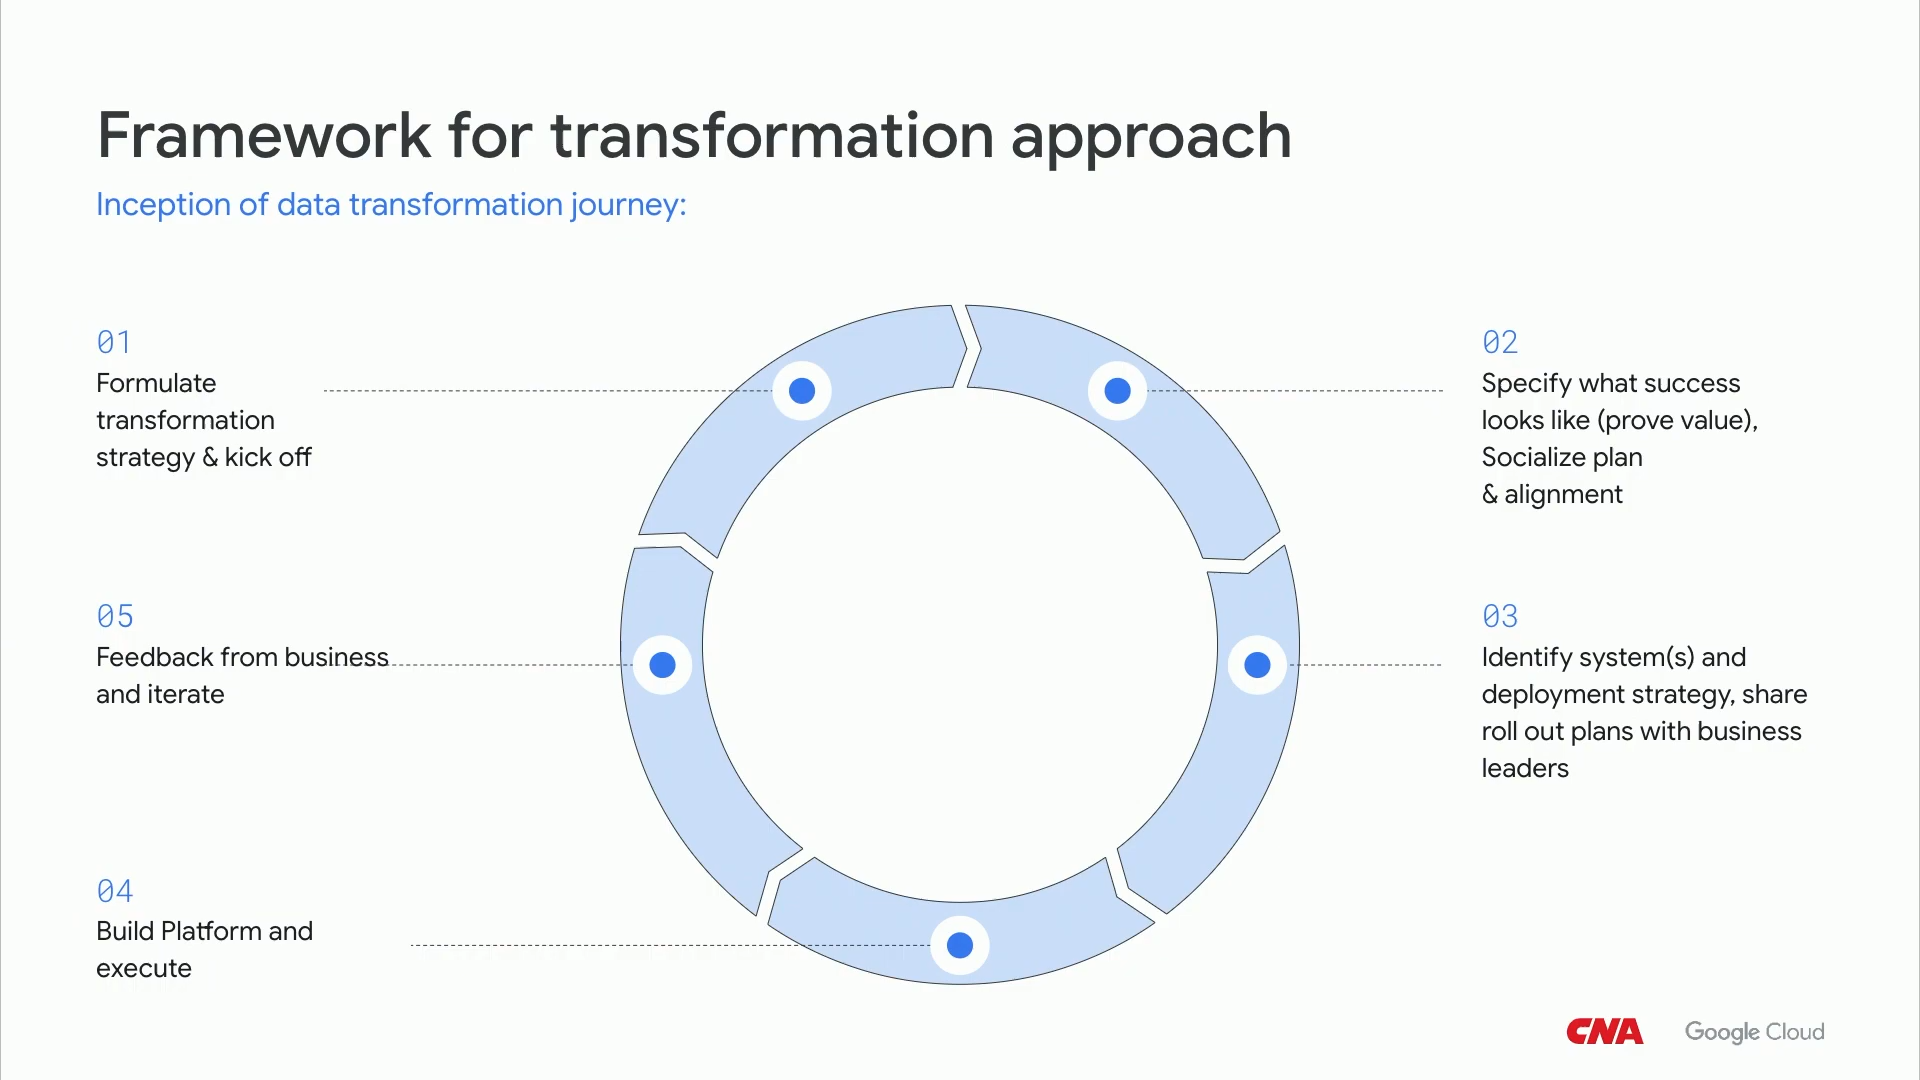 Framework for transformation approach
Inception of data transformation journey:
01
Formulate
transformation
strategy & kick off
02
Specify what success
looks like (prove value),
Socialize plan
& alignment
03
Identify system(s) and
deployment strategy, share
roll out plans with business
leaders
04
Build Platform and
execute
05
Feedback from business
and iterate
CNA
Google Cloud